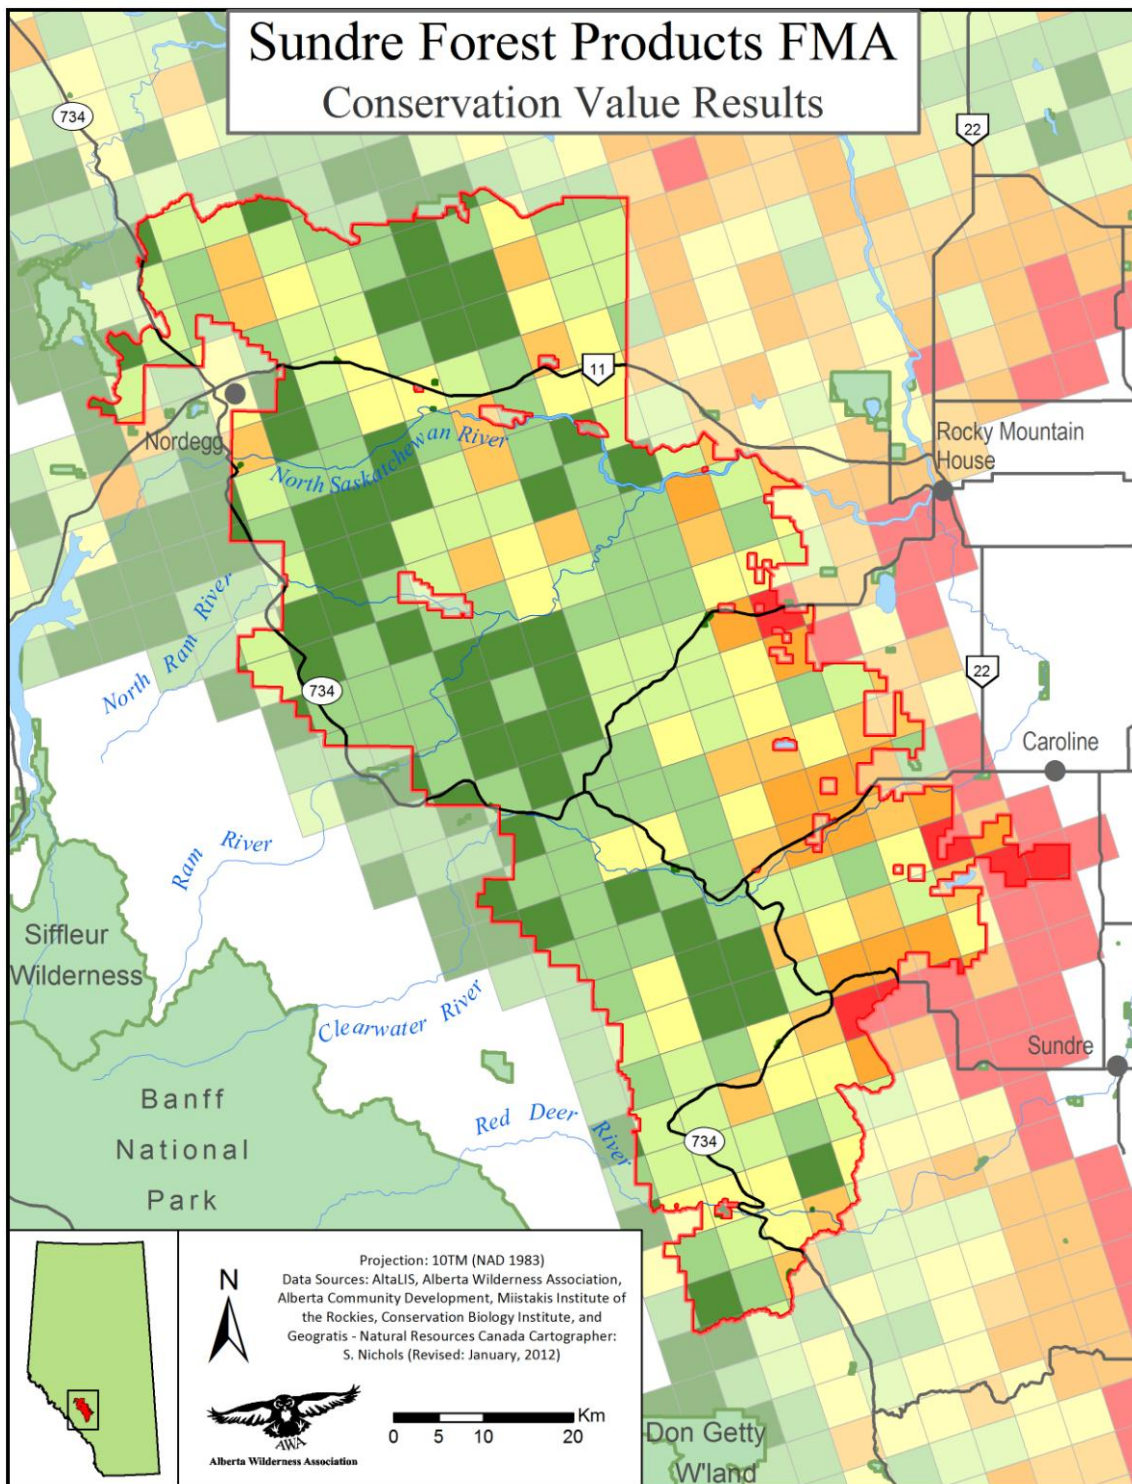 Sundre Forest Products FMA
Conservation Value Results
734
22
11
Nordegg
North Saskatchewan River
Rocky Mountain
House
North Ram River
734
22
Caroline
Ram River
Siffleur
Wilderness
Clearwater River
Sundre
Banff
National
Park
Red Deer River
734
N
Projection: 10TM (NAD 1983)
Data Sources: AltaLIS, Alberta Wilderness Association,
Alberta Community Development, Miistakis Institute of
the Rockies, Conservation Biology Institute, and
Geogratis - Natural Resources Canada Cartographer:
S. Nichols (Revised: January, 2012)
AWA
Alberta Wilderness Association
Km
0 5 10 20
Don Getty
W'land